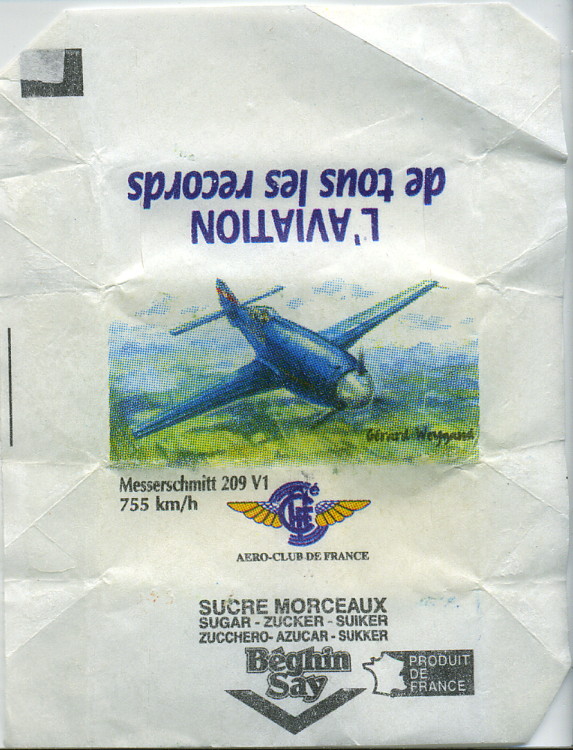 L'AVIATION
de tous les records
Gérard Weygand
Messerschmitt 209 V1
755 km/h
AERO-CLUB DE FRANCE
SUCRE MORCEAUX
SUGAR - ZUCKER - SUIKER
ZUCCHERO- AZUCAR - SUKKER
Béghin
Say
PRODUIT
DE
FRANCE